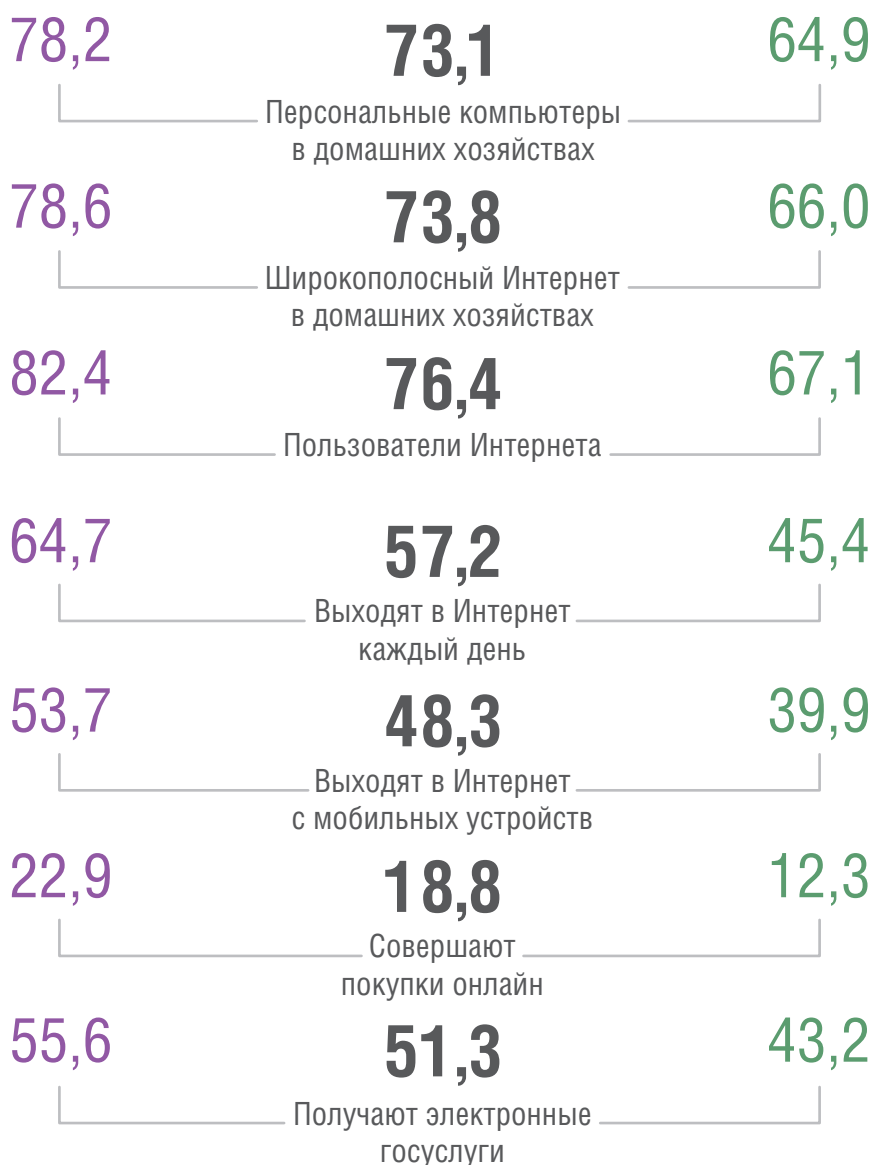 78,2 73,1 64,9
Персональные компьютеры
в домашних хозяйствах
78,6 73,8 66,0
Широкополосный Интернет
в домашних хозяйствах
82,4 76,4 67,1
Пользователи Интернета
64,7 57,2 45,4
Выходят в Интернет
каждый день
53,7 48,3 39,9
Выходят в Интернет
с мобильных устройств
22,9 18,8 12,3
Совершают
покупки онлайн
55,6 51,3 43,2
Получают электронные
госуслуги